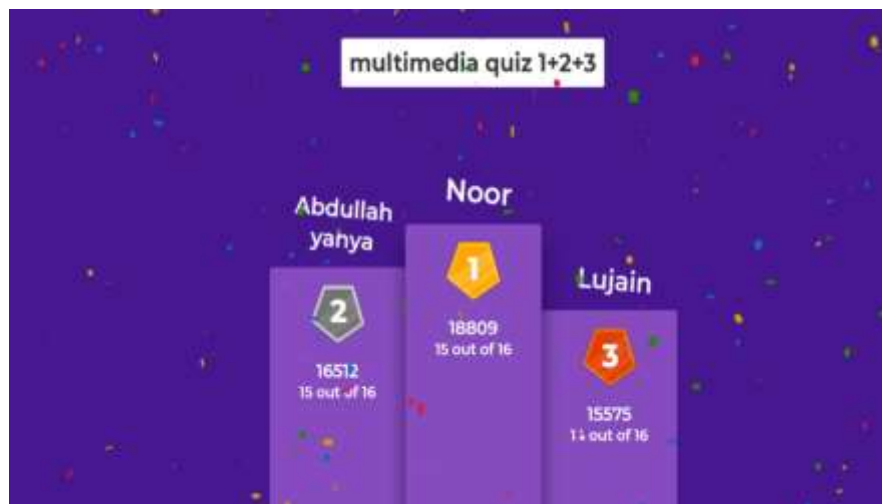 multimedia quiz 1+2+3
Noor
Abdullah
yahya
Lujain
1
18809
15 out of 16
2
16512
15 out of 16
3
15575
out of 16